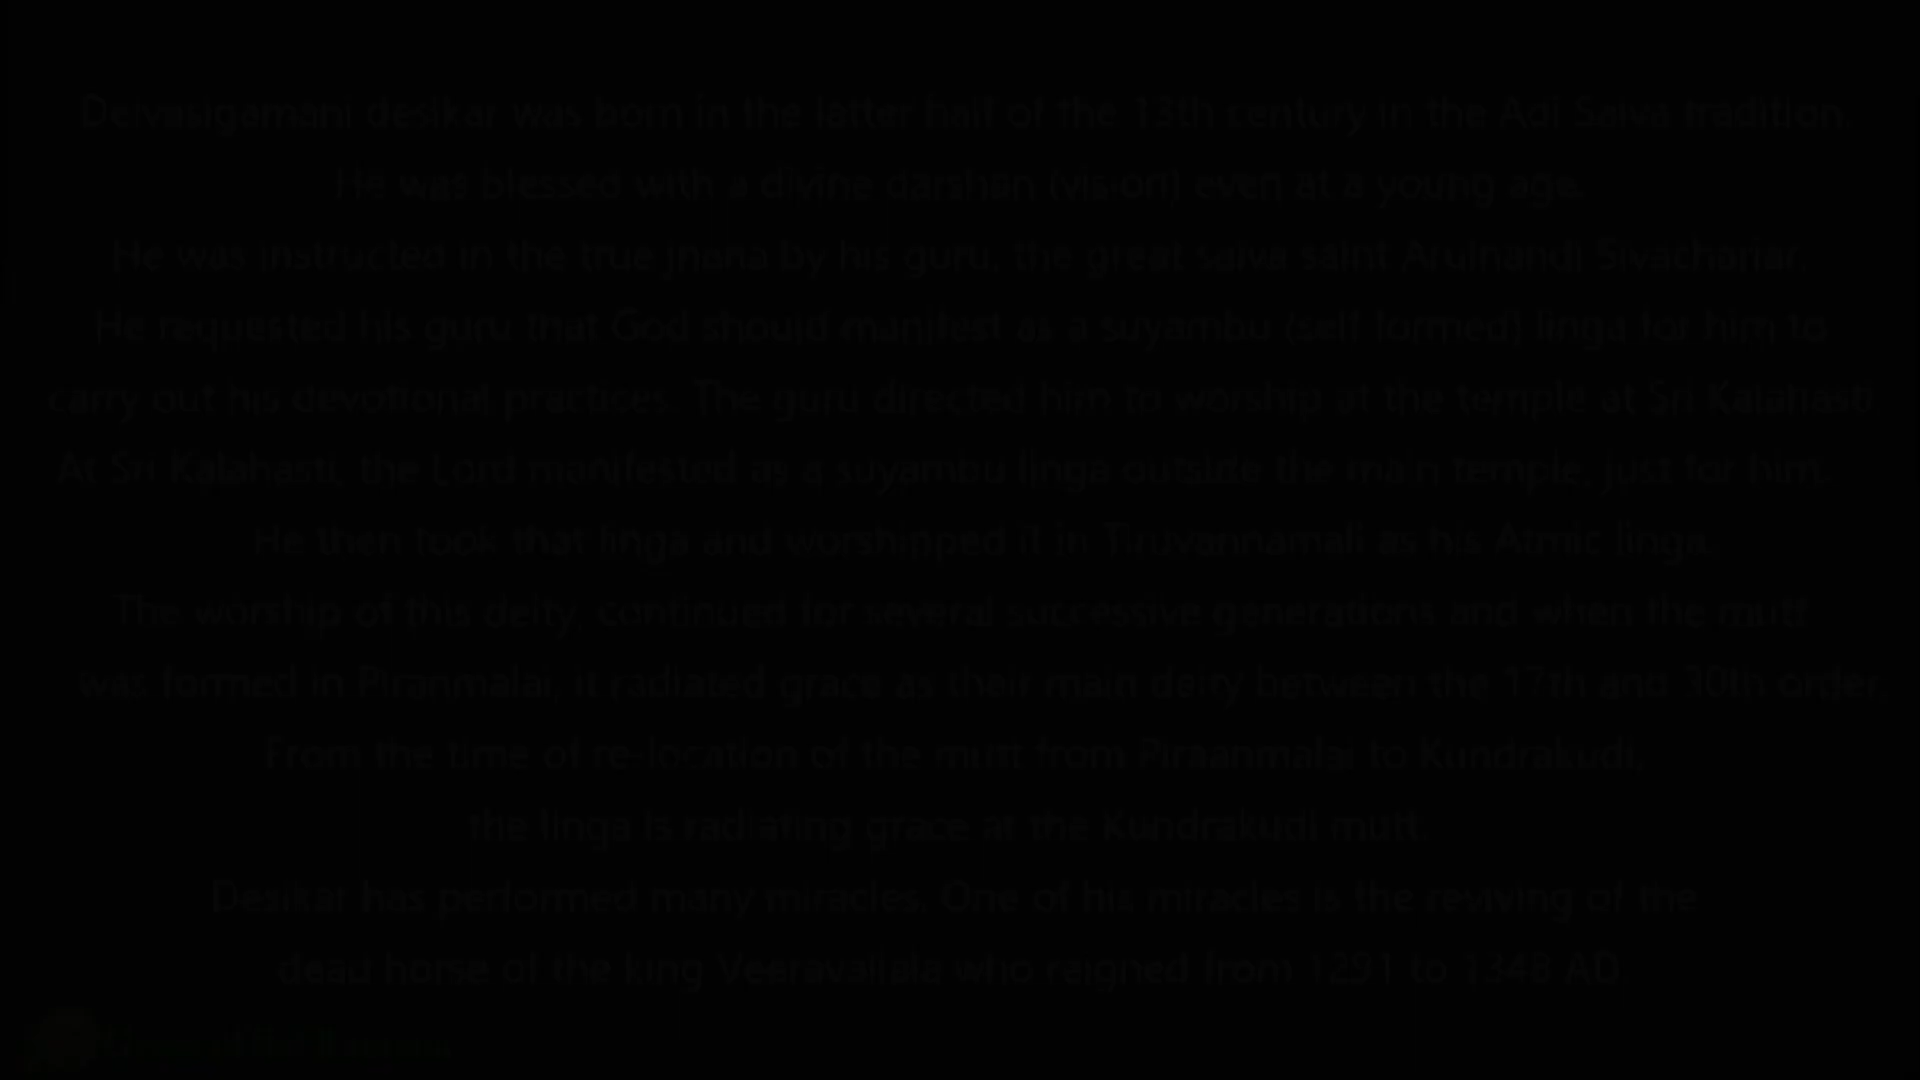 Deivasigamani desikar was born in the latter half of the 13th century in the Adi Saiva tradition.
He was blessed with a divine darshan (vision) even at a young age.
He was instructed in the true jnana by his guru, the great saiva saint Arulnandi Sivachariar.
He requested his guru that God should manifest as a suyambu (self formed) linga for him to
carry out his devotional practices. The guru directed him to worship at the temple at Sri Kalahasti.
At Sri Kalahasti, the Lord manifested as a suyambu linga outside the main temple, just for him.
He then took that linga and worshipped it in Tiruvannamali as his Atmic linga.
The worship of this deity, continued for several successive generations and when the mutt
was formed in Piranmalai, it radiated grace as their main deity between the 17th and 30th order.
From the time of re-location of the mutt from Piraanmalai to Kundrakudi,
the linga is radiating grace at the Kundrakudi mutt.
Desikar has performed many miracles. One of his miracles is the reviving of the
dead horse of the king Veeravallala who reigned from 1291 to 1348 AD.